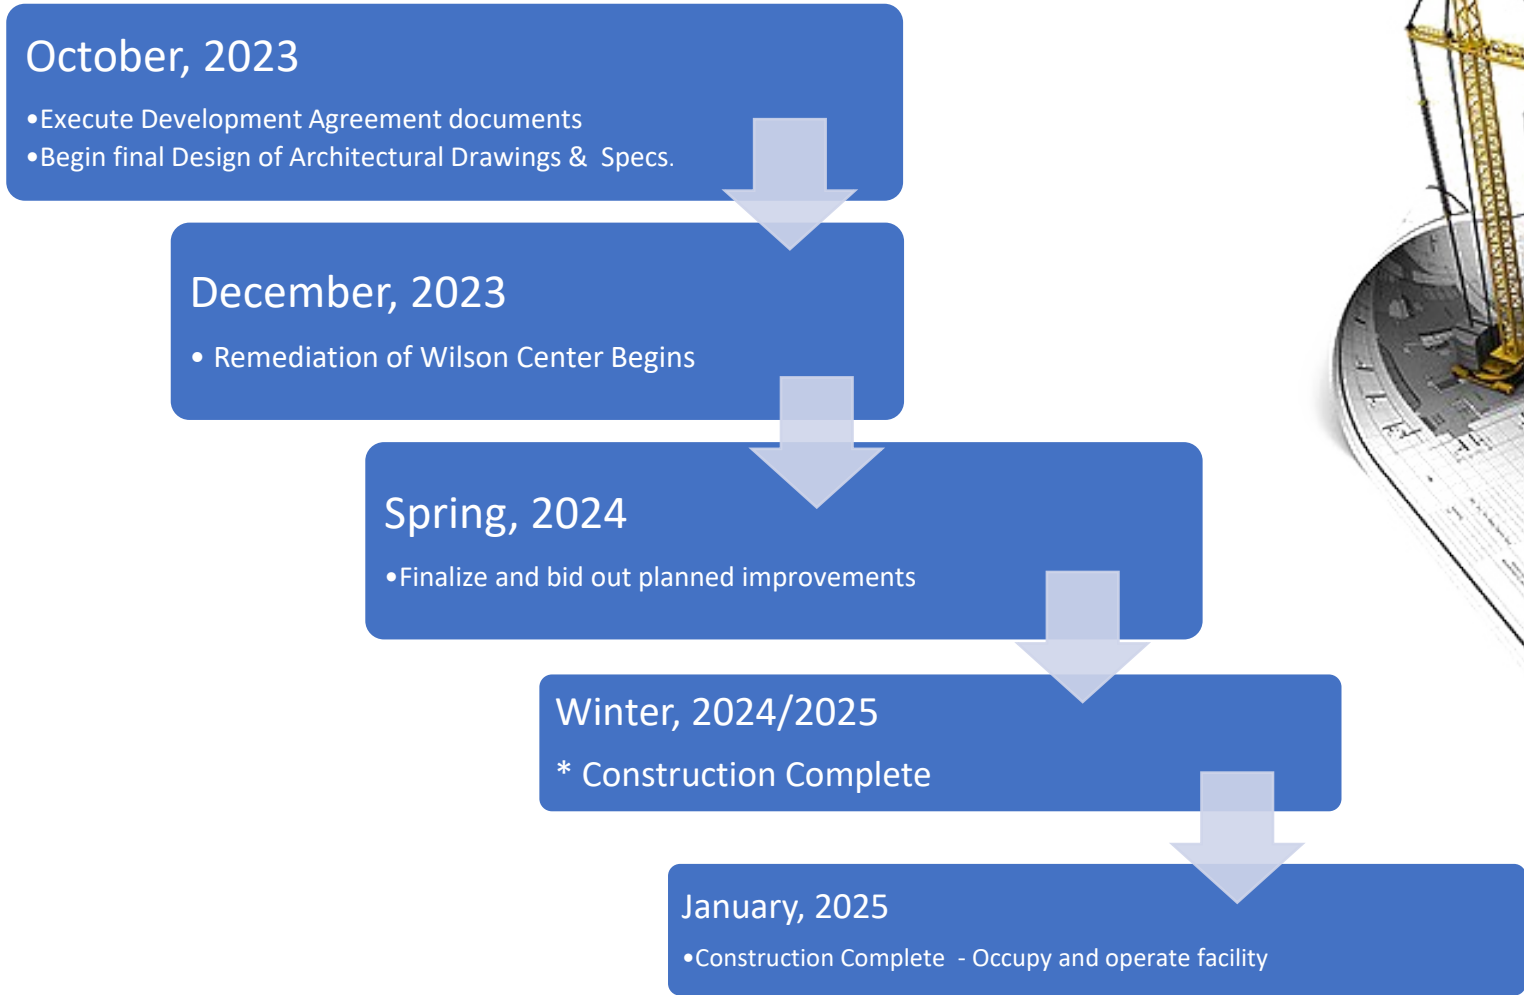 October, 2023
•Execute Development Agreement documents
•Begin final Design of Architectural Drawings & Specs.
December, 2023
• Remediation of Wilson Center Begins
Spring, 2024
•Finalize and bid out planned improvements
Winter, 2024/2025
* Construction Complete
January, 2025
•Construction Complete - Occupy and operate facility